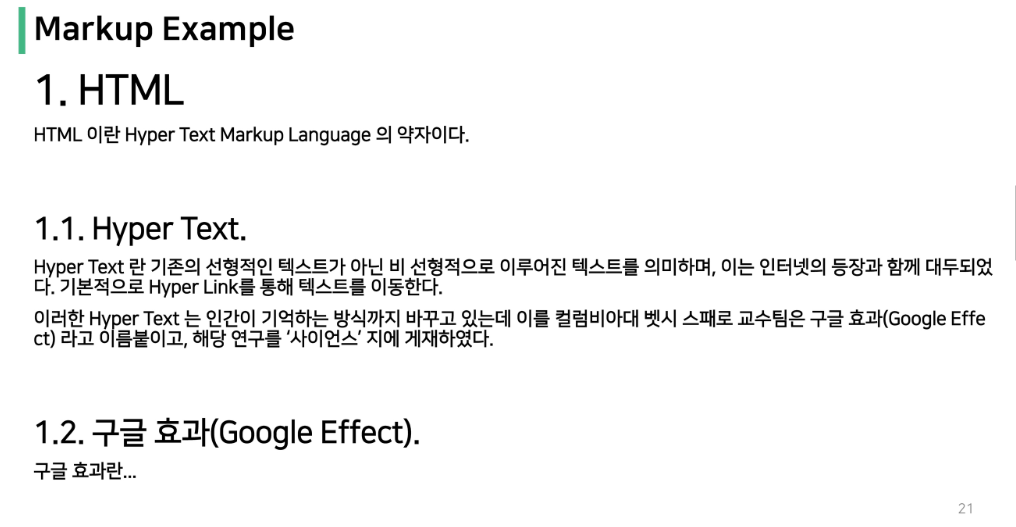 Markup Example
1. HTML
HTML 이란 Hyper Text Markup Language 의 약자이다.
1.1. Hyper Text.
Hyper Text 란 기존의 선형적인 텍스트가 아닌 비 선형적으로 이루어진 텍스트를 의미하며, 이는 인터넷의 등장과 함께 대두되었
다. 기본적으로 Hyper Link를 통해 텍스트를 이동한다.
이러한 Hyper Text 는 인간이 기억하는 방식까지 바꾸고 있는데 이를 컬럼비아대 벳시 스패로 교수팀은 구글 효과(Google Effe
ct) 라고 이름붙이고, 해당 연구를 ‘사이언스’ 지에 게재하였다.
1.2. 구글 효과(Google Effect).
구글 효과란...
21